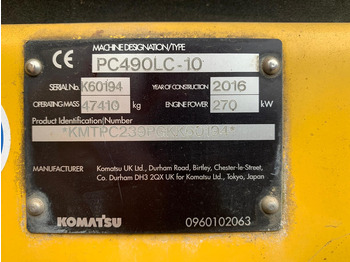 CE
MACHINE DESIGNATION/TYPE
PC490LC-10
SERIAL No. K60194 YEAR OF CONSTRUCTION 2016
OPERATING MASS 47410 kg ENGINE POWER 270 kW
Product Identification/Number
MANUFACTURER
Komatsu UK Ltd., Durham Road, Birtley, Chester-le-Street,
Co. Durham DH3 2QX UK for Komatsu Ltd., Tokyo, Japan
KOMATSU
0960102063